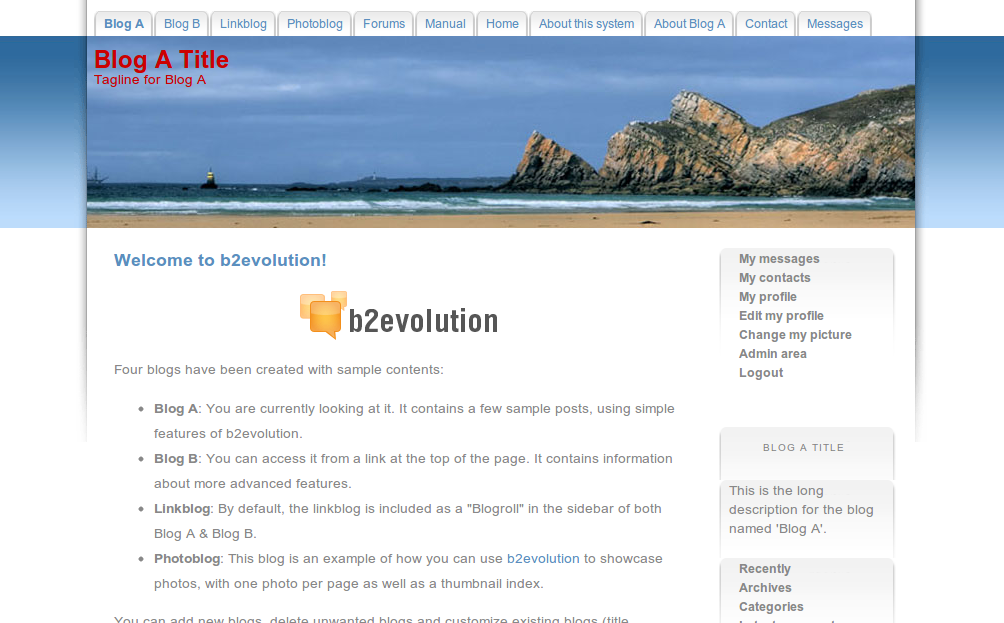 Blog A Blog B Linkblog Photoblog Forums Manual Home About this system About Blog A Contact Messages
Blog A Title
Tagline for Blog A
Welcome to b2evolution!
b2evolution
Four blogs have been created with sample contents:
Blog A: You are currently looking at it. It contains a few sample posts, using simple
features of b2evolution.
Blog B: You can access it from a link at the top of the page. It contains information
about more advanced features.
Linkblog: By default, the linkblog is included as a "Blogroll" in the sidebar of both
Blog A & Blog B.
Photoblog: This blog is an example of how you can use b2evolution to showcase
photos, with one photo per page as well as a thumbnail index.
You can add new blogs, delete unwanted blogs and customize existing blogs (title,
My messages
My contacts
My profile
Edit my profile
Change my picture
Admin area
Logout
BLOG A TITLE
This is the long
description for the blog
named 'Blog A'.
Recently
Archives
Categories